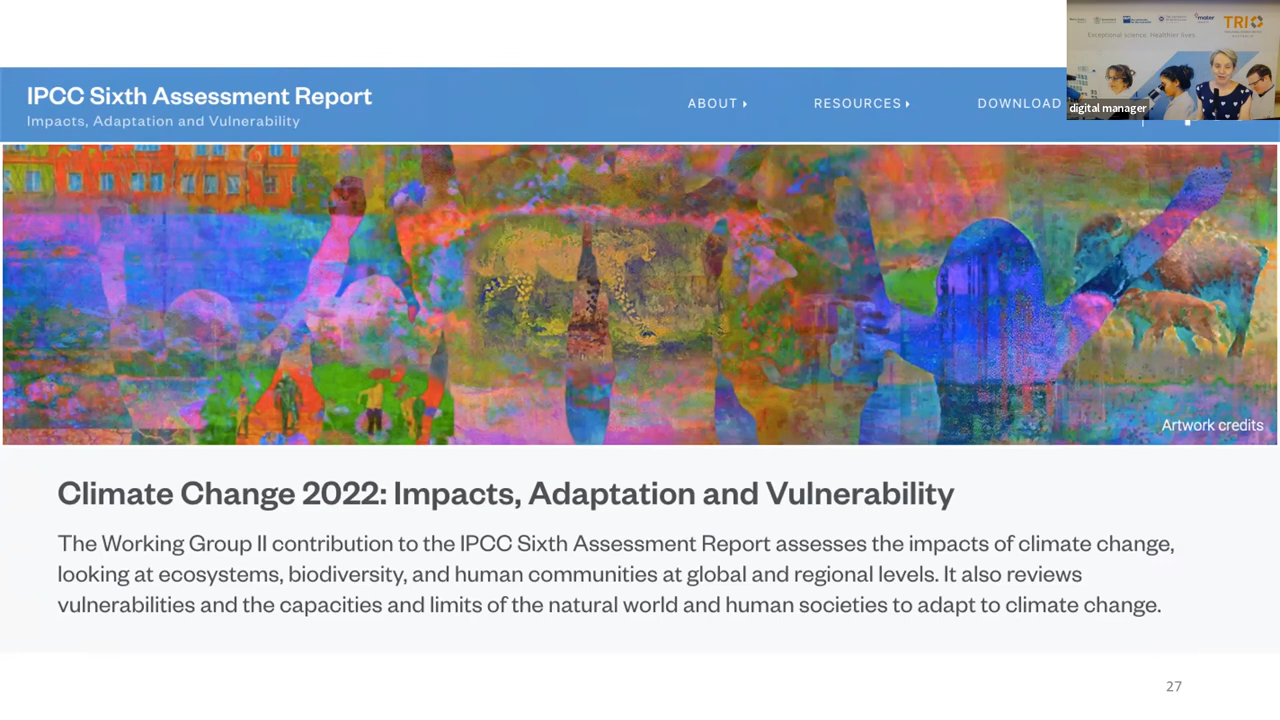 IPCC Sixth Assessment Report
Impacts, Adaptation and Vulnerability
ABOUT
RESOURCES
DOWNLOAD
mater
TRI
Exceptional science. Healthier lives.
digital manager
Artwork credits
Climate Change 2022: Impacts, Adaptation and Vulnerability
The Working Group II contribution to the IPCC Sixth Assessment Report assesses the impacts of climate change,
looking at ecosystems, biodiversity, and human communities at global and regional levels. It also reviews
vulnerabilities and the capacities and limits of the natural world and human societies to adapt to climate change.
27